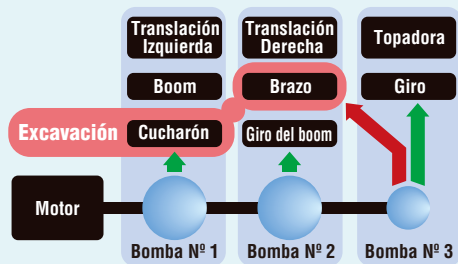 Translación
Izquierda
Translación
Derecha
Topadora
Boom
Brazo
Giro
Excavación
Cucharón
Giro del boom
Motor
Bomba Nº 1
Bomba Nº 2
Bomba Nº 3